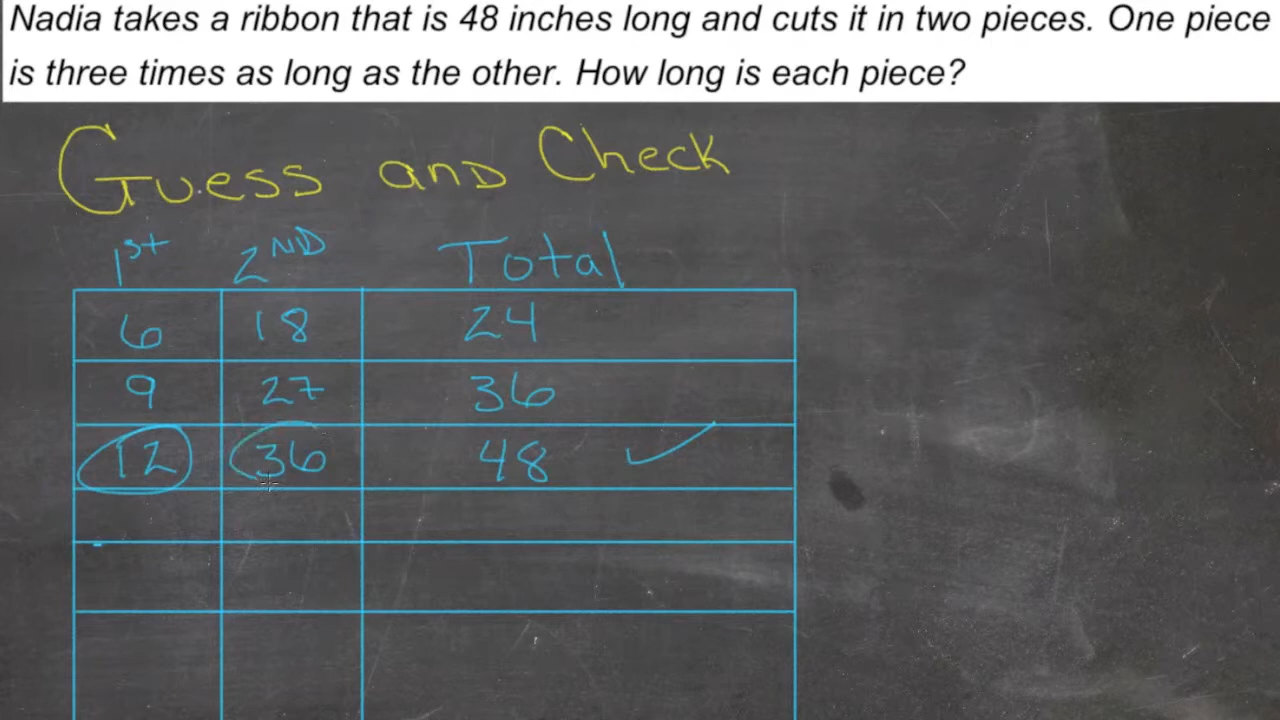 Nadia takes a ribbon that is 48 inches long and cuts it in two pieces. One piece
is three times as long as the other. How long is each piece?
Guess and Check
1st 2ND Total
6 18 24
9 27 36
12 36 48 ✓